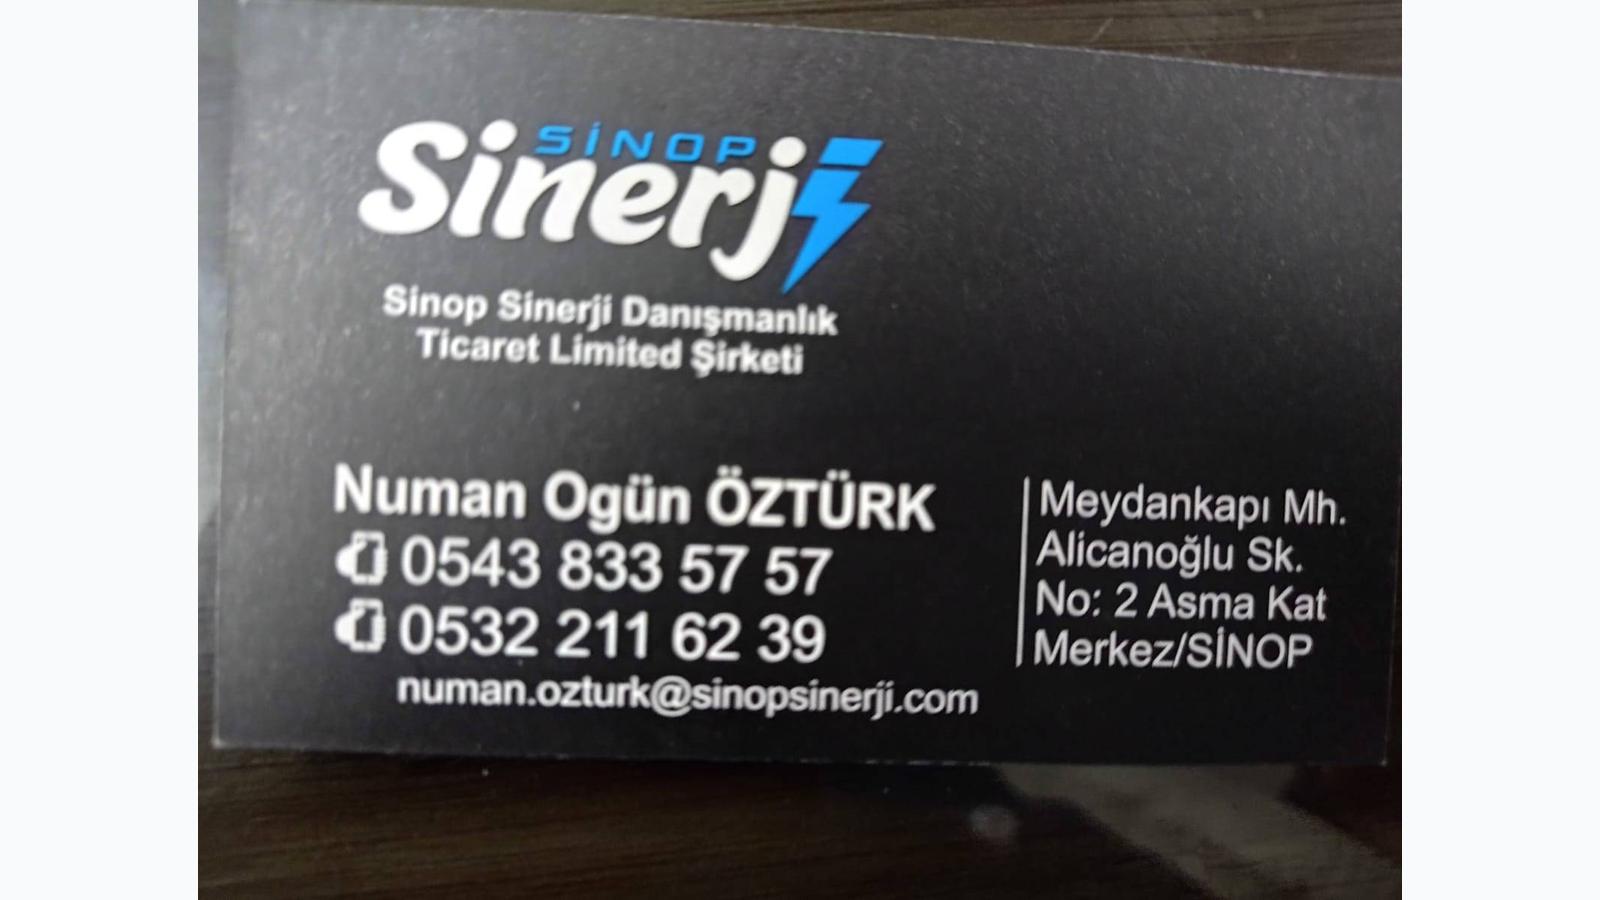 SİNOP
Sinerji
Sinop Sinerji Danışmanlık
Ticaret Limited Şirketi
Numan Ogün ÖZTÜRK
0543 833 57 57
0532 211 62 39
numan.ozturk@sinopsinerji.com
Meydankapı Mh.
Alicanoğlu Sk.
No: 2 Asma Kat
Merkez/SİNOP